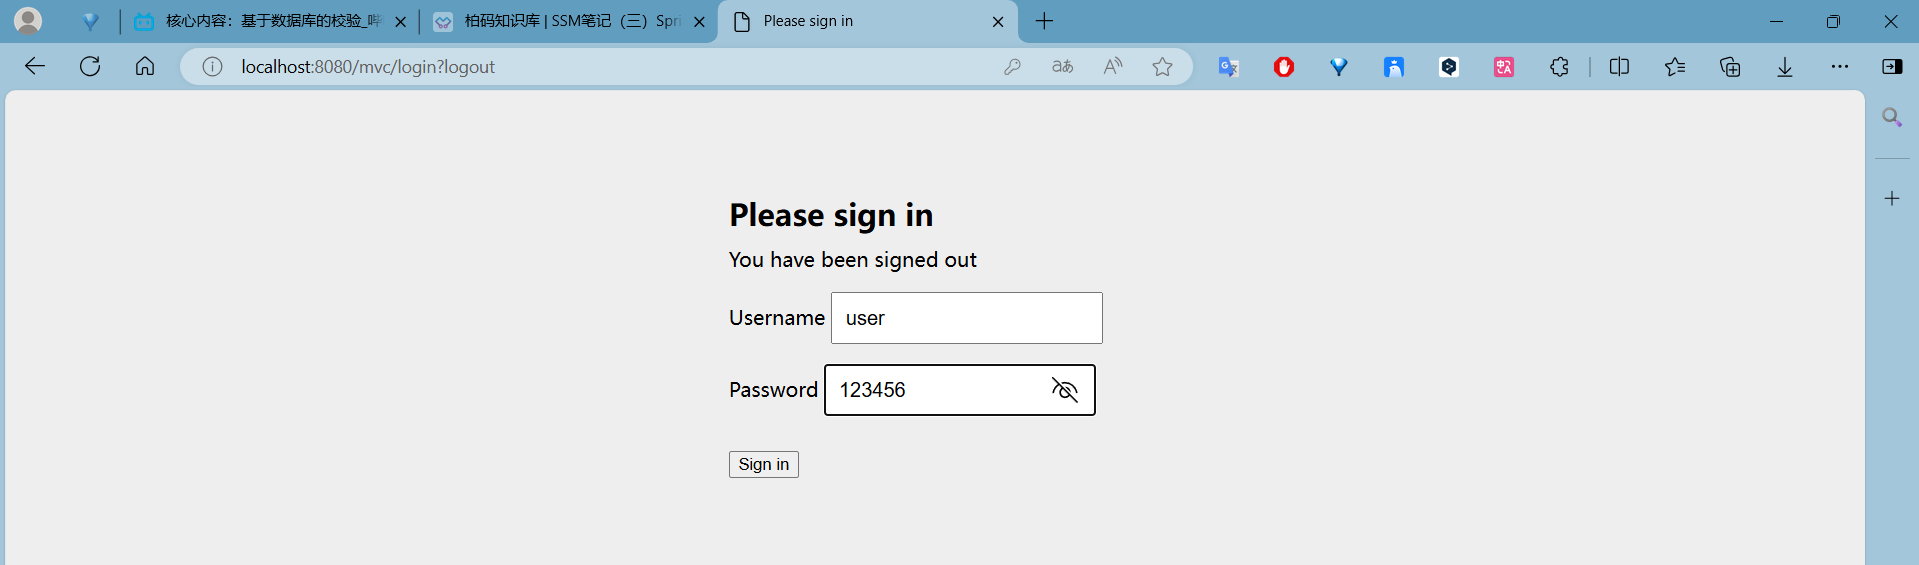 核心内容：基于数据库的校验_哔
柏码知识库 | SSM笔记（三）Spri
Please sign in
localhost:8080/mvc/login?logout
Please sign in
You have been signed out
Username user
Password 123456
Sign in